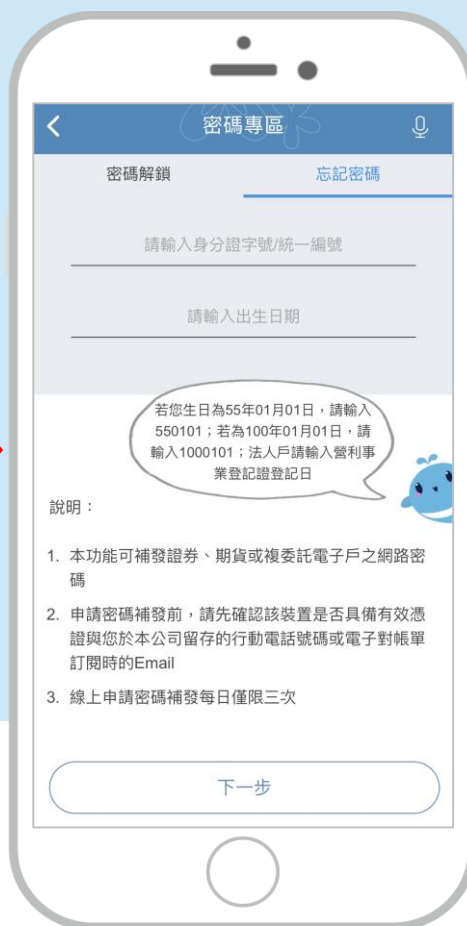 密碼專區
密碼解鎖
忘記密碼
請輸入身分證字號/統一編號
請輸入出生日期
若您生日為55年01月01日，請輸入
550101；若為100年01月01日，請
輸入1000101；法人戶請輸入營利事
業登記證登記日
說明：
1. 本功能可補發證券、期貨或複委託電子戶之網路密
碼
2. 申請密碼補發前，請先確認該裝置是否具備有效憑
證與您於本公司留存的行動電話號碼或電子對帳單
訂閱時的Email
3. 線上申請密碼補發每日僅限三次
下一步